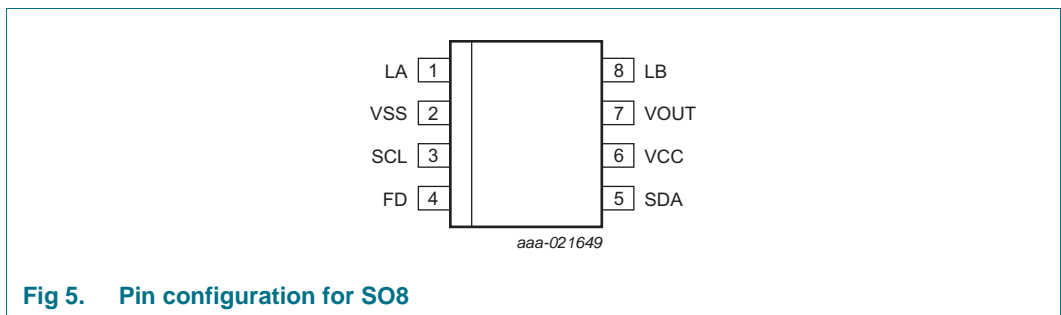 LA 1 8 LB
VSS 2 7 VOUT
SCL 3 6 VCC
FD 4 5 SDA
aaa-021649
Fig 5. Pin configuration for SO8